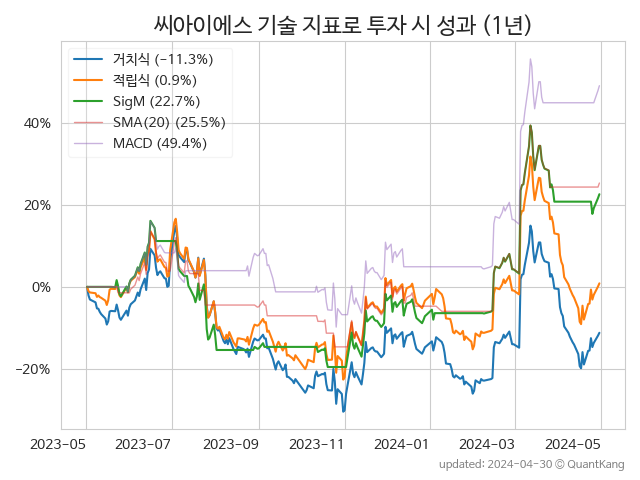 씨아이에스 기술 지표로 투자 시 성과 (1년)
거치식 (−11.3%)
적립식 (0.9%)
SigM (22.7%)
SMA(20) (25.5%)
MACD (49.4%)
40%
20%
0%
−20%
2023-05 2023-07 2023-09 2023-11 2024-01 2024-03 2024-05
updated: 2024-04-30 © QuantKang